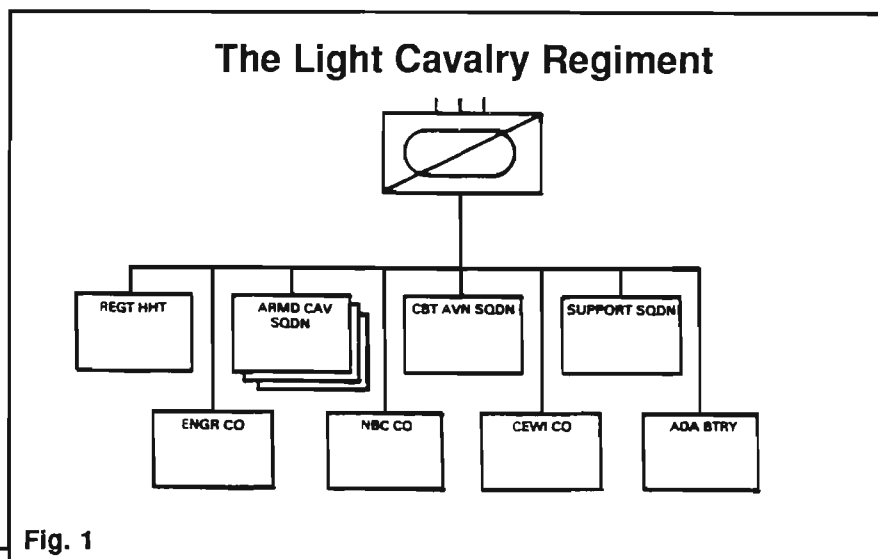 The Light Cavalry Regiment
REGT HHT
ARMD CAV
SQDN
CBT AVN SQDN
SUPPORT SQDN
ENGR CO
NBC CO
CEWI CO
ADA BTRY
Fig. 1